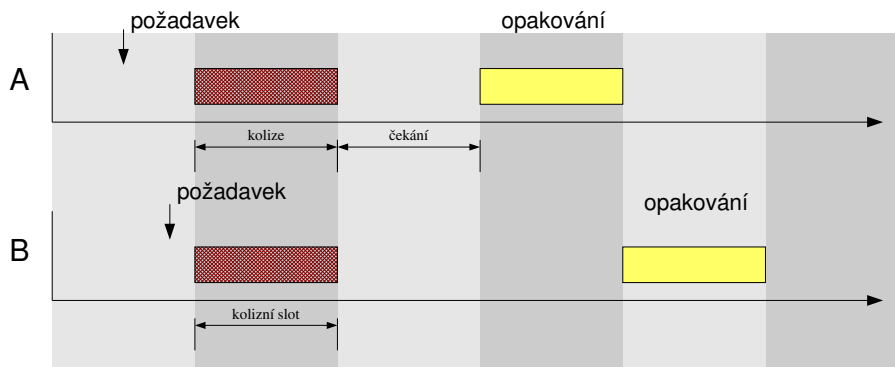 požadavek
opakování
A
kolize
čekání
požadavek
opakování
B
kolizní slot